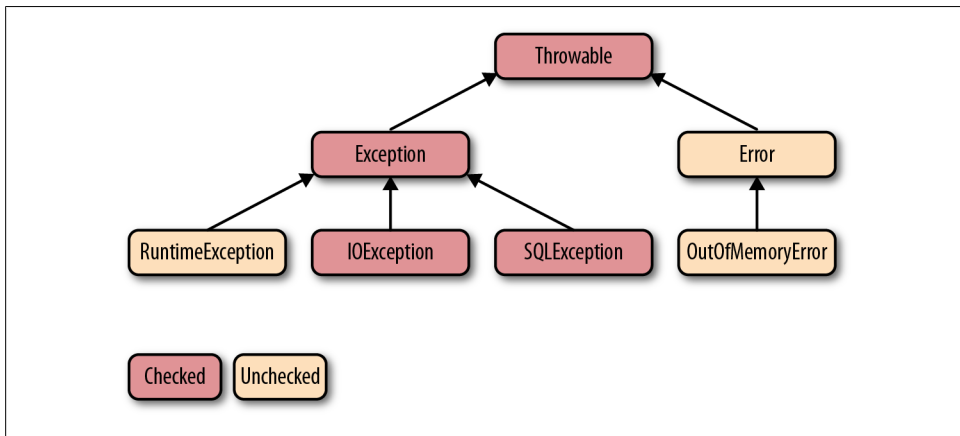 Throwable
Exception
Error
RuntimeException
IOException
SQLException
OutOfMemoryError
Checked
Unchecked